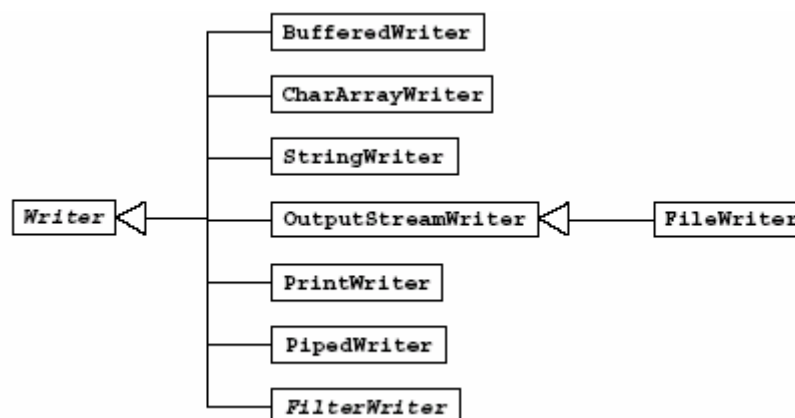 BufferedWriter
CharArrayWriter
StringWriter
Writer
OutputStreamWriter
FileWriter
PrintWriter
PipedWriter
FilterWriter